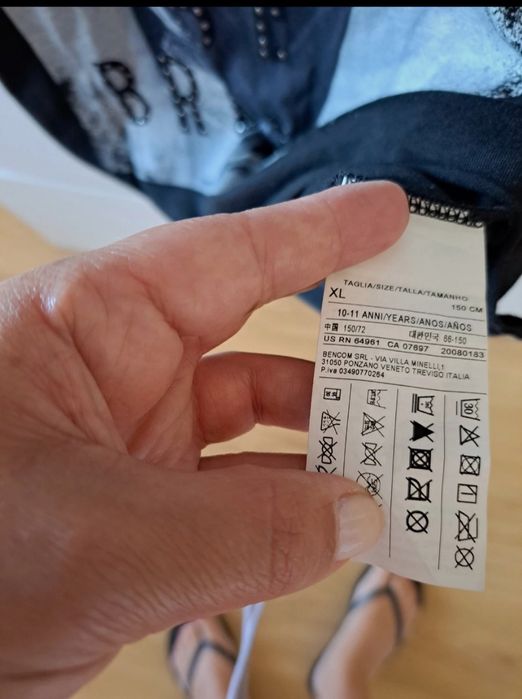 BR
TAGLIA/SIZE/TALLA/TAMANHO
XL 150 CM
10-11 ANNI/YEARS/ANOS/AÑOS
中国 150/72 대한민국 66-150
US RN 64961 CA 07697 20080183
BENCOM SRL - VIA VILLA MINELLI,1
31050 PONZANO VENETO TREVISO ITALIA
P.iva 03490770264
30